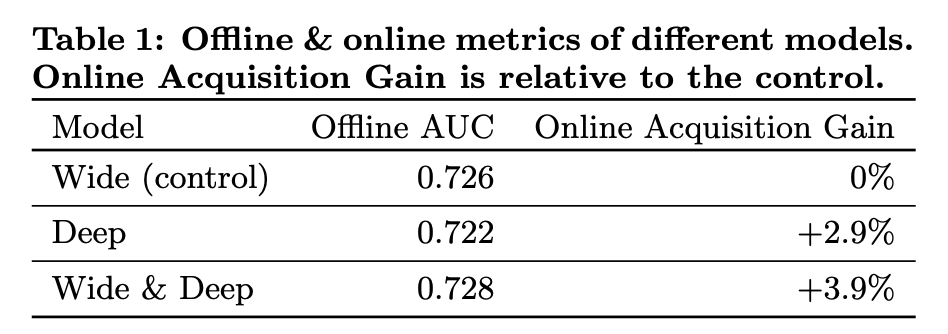 Table 1: Offline & online metrics of different models.
Online Acquisition Gain is relative to the control.
Model Offline AUC Online Acquisition Gain
Wide (control) 0.726 0%
Deep 0.722 +2.9%
Wide & Deep 0.728 +3.9%